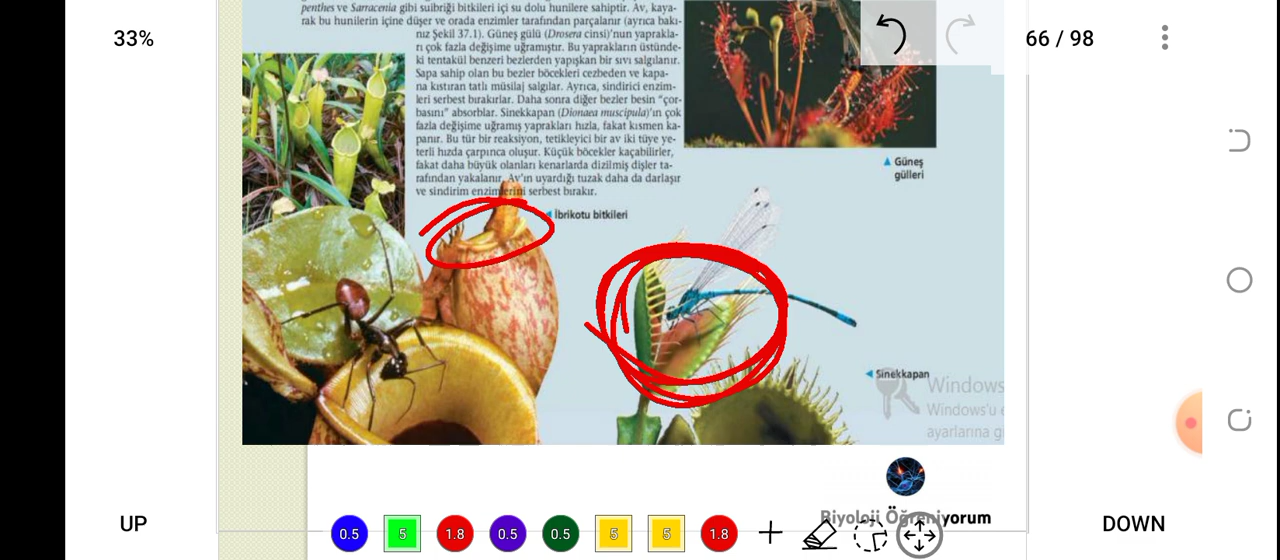 33%
66 / 98
penthes ve Sarracenia gibi suibriği bitkileri içi su dolu hunilere sahiptir. Av, kaya-
rak bu hunilerin içine düşer ve orada enzimler tarafından parçalanır (ayrıca bakı-
nız Şekil 37.1). Güneş gülü (Drosera cinsi)'nun yaprakla-
rı çok fazla değişime uğramıştır. Bu yaprakların üstünde-
ki tentakül benzeri bezlerden yapışkan bir sıvı salgılanır.
Sapa sahip olan bu bezler böcekleri cezbeden ve kapa-
na kıstıran tatlı müsilaj salgılar. Ayrıca, sindirici enzim-
leri serbest bırakırlar. Daha sonra diğer bezler besin "çor-
basını" absorblar. Sinekkapan (Dionaea muscipula)'ın çok
fazla değişime uğramış yaprakları hızla, fakat kısmen ka-
panır. Bu tür bir reaksiyon, tetikleyici bir av iki tüye ye-
terli hızda çarpınca oluşur. Küçük böcekler kaçabilirler,
fakat daha büyük olanları kenarlarda dizilmiş dişler ta-
rafından yakalanır. Av'ın uyardığı tuzak daha da darlaşır
ve sindirim enzimlerini serbest bırakır.
Güneş
gülleri
İbrikotu bitkileri
Sinekkapan
Windows
Windows'u
ayarlarına
Biyoloji Öğreniyorum
UP
0.5
5
1.8
0.5
0.5
5
5
1.8
DOWN